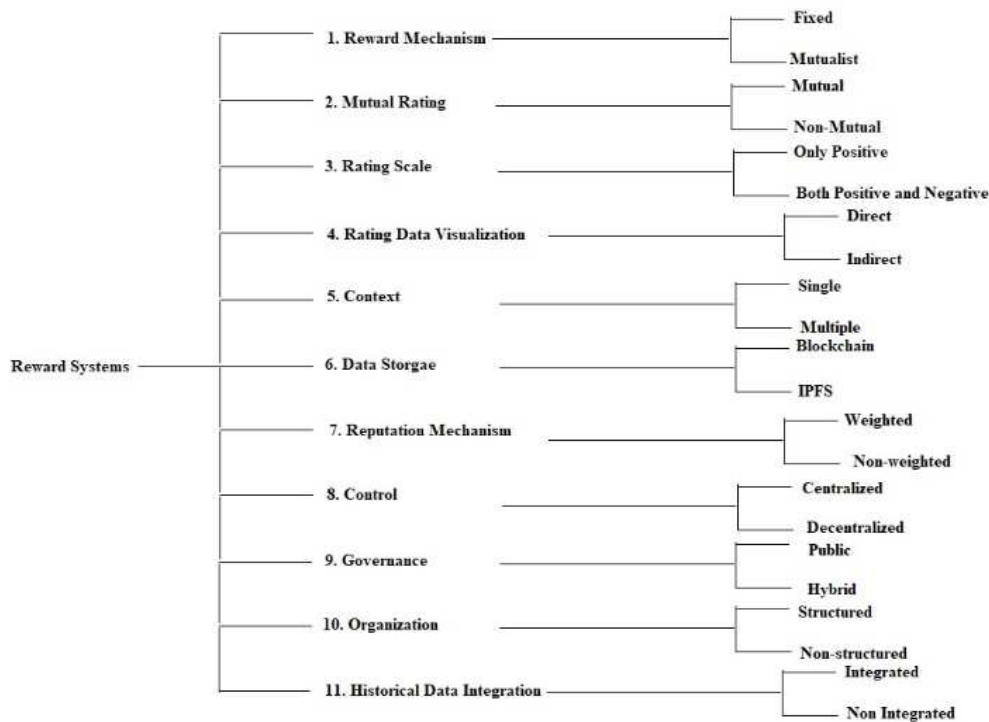 Fixed
1. Reward Mechanism
Mutualist
Mutual
2. Mutual Rating
Non-Mutual
Only Positive
3. Rating Scale
Both Positive and Negative
Direct
4. Rating Data Visualization
Indirect
Single
5. Context
Multiple
Blockchain
Reward Systems
6. Data Storgae
IPFS
Weighted
7. Reputation Mechanism
Non-weighted
Centralized
8. Control
Decentralized
Public
9. Governance
Hybrid
Structured
10. Organization
Non-structured
Integrated
11. Historical Data Integration
Non Integrated